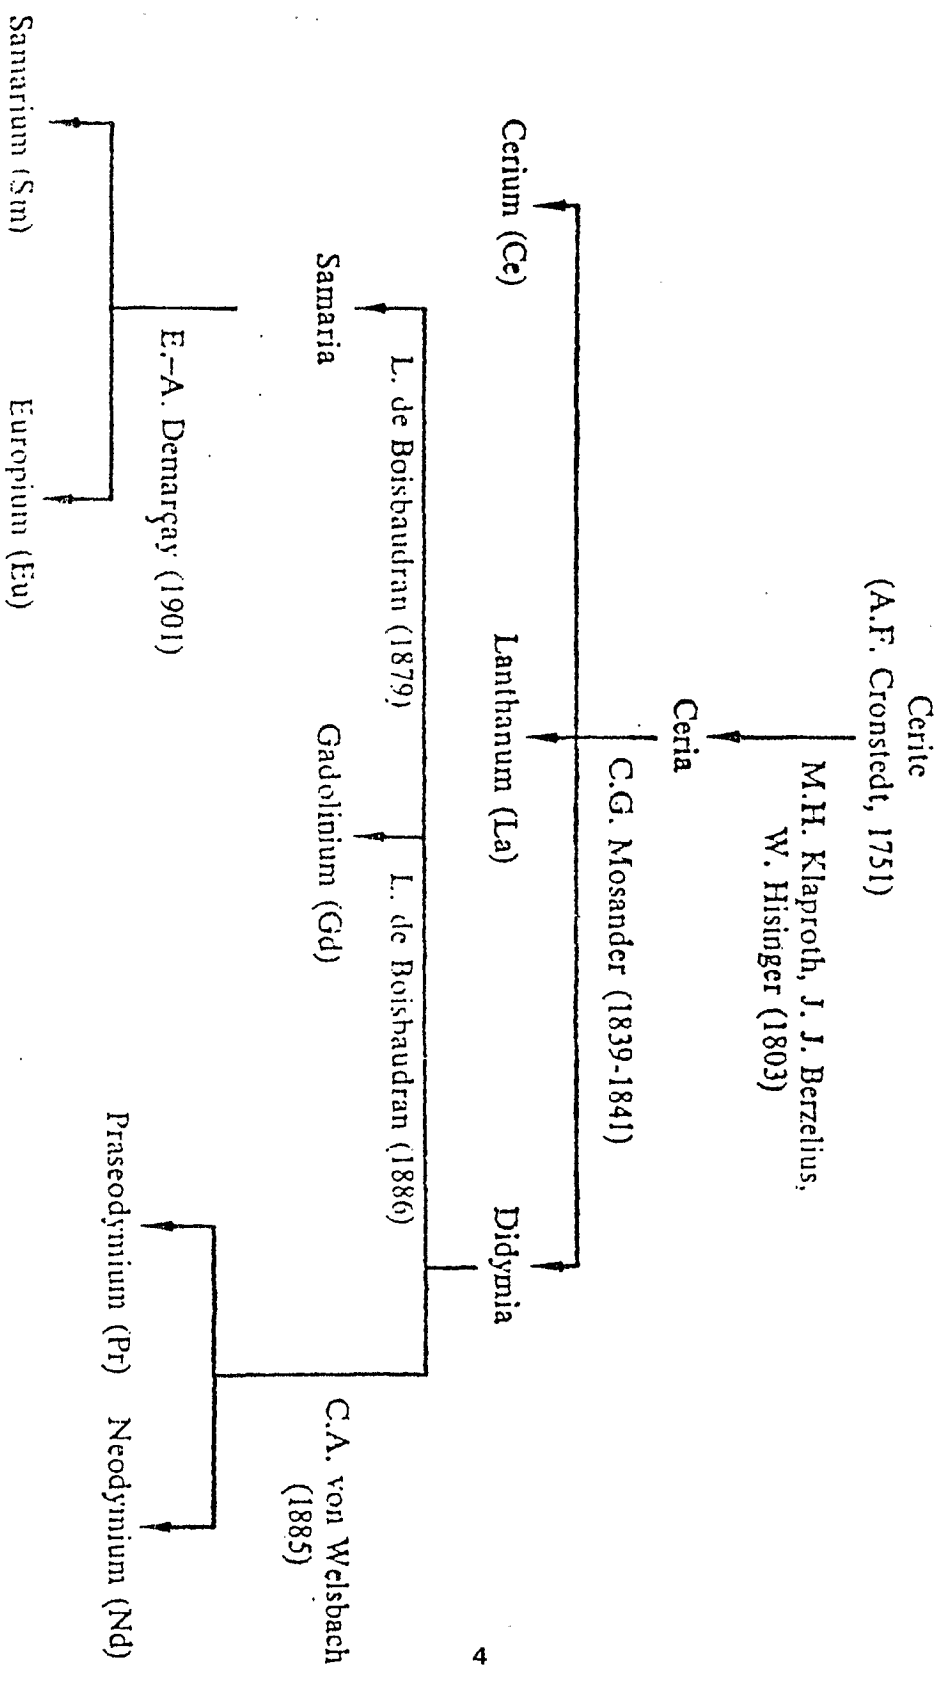 Cerite
(A.F. Cronstedt, 1751)
M.H. Klaproth, J. J. Berzelius,
W. Hisinger (1803)
Ceria
C.G. Mosander (1839-1841)
Cerium (Ce)
Lanthanum (La)
Didymia
L. de Boisbaudran (1879)
L. de Boisbaudran (1886)
Samaria
Gadolinium (Gd)
C.A. von Welsbach
(1885)
E.–A. Demarçay (1901)
Praseodymium (Pr)
Neodymium (Nd)
Samarium (Sm)
Europium (Eu)
4